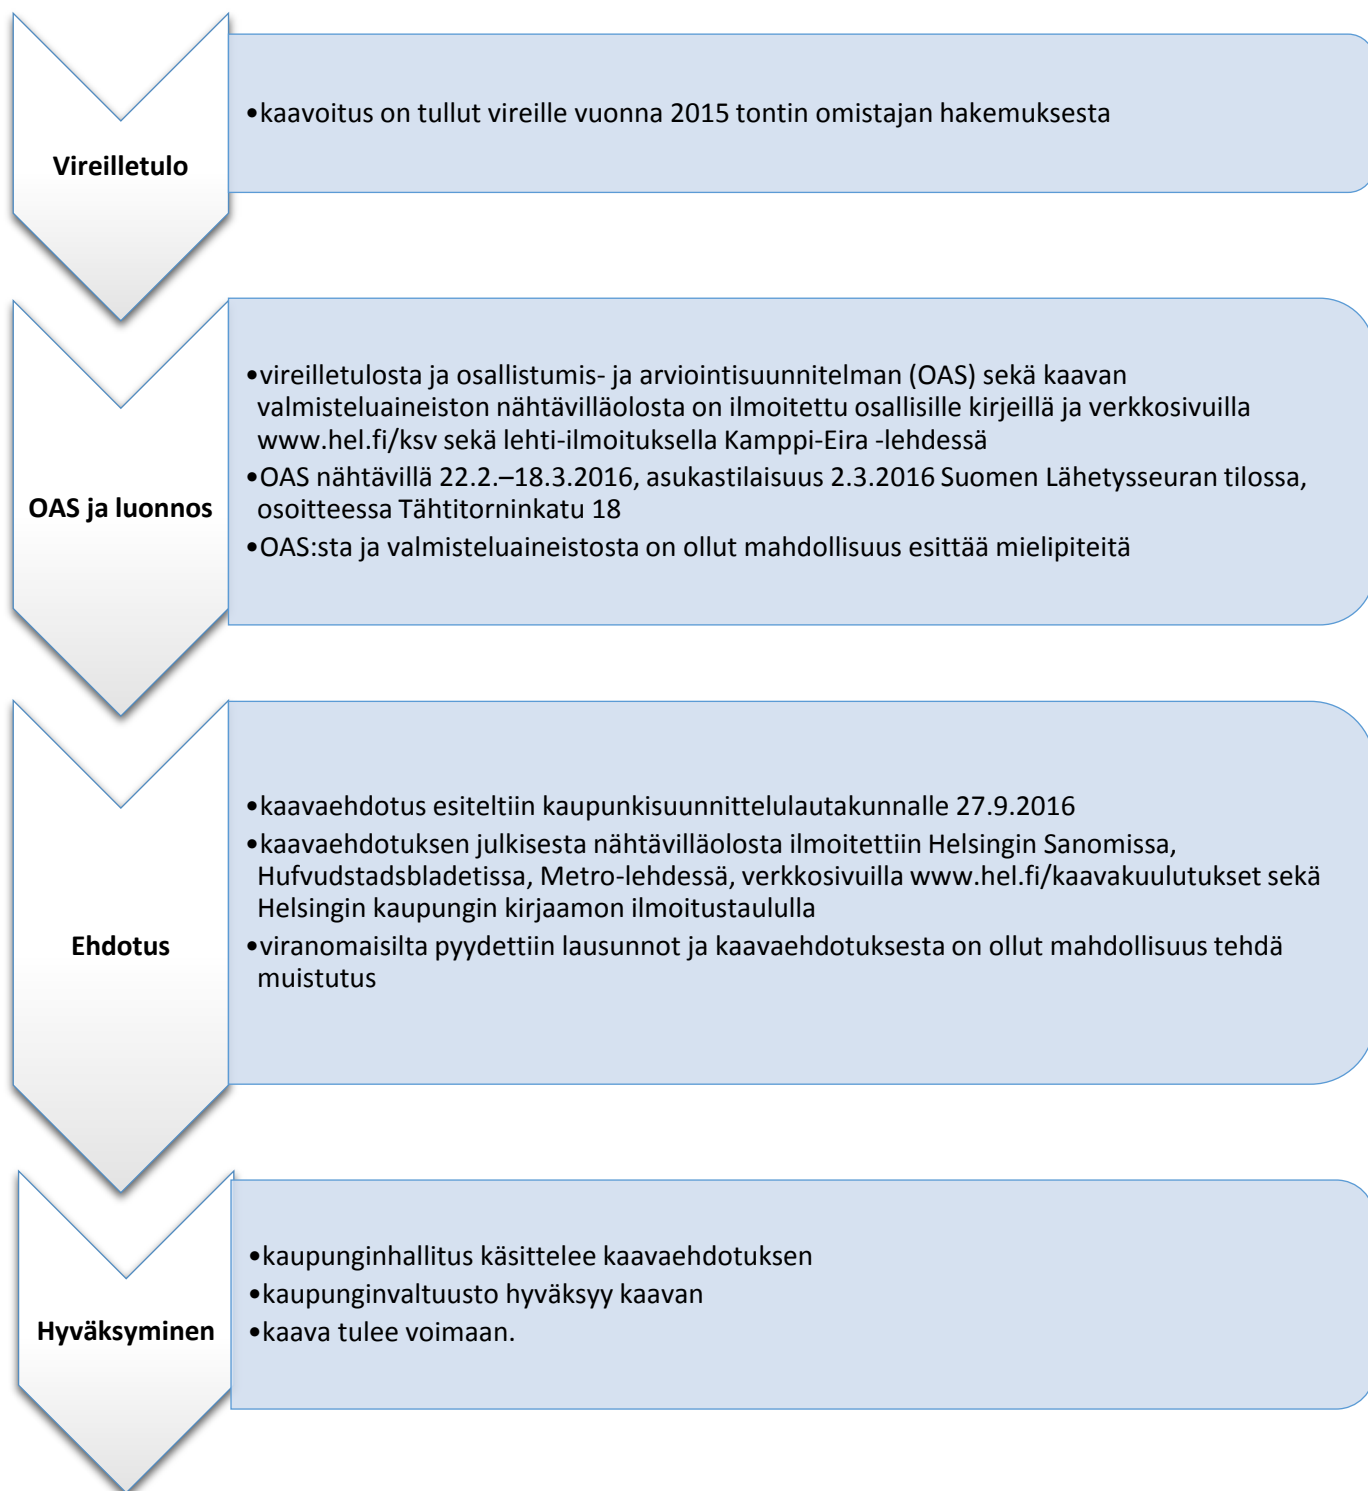 Vireilletulo
•kaavoitus on tullut vireille vuonna 2015 tontin omistajan hakemuksesta
OAS ja luonnos
•vireilletulosta ja osallistumis- ja arviointisuunnitelman (OAS) sekä kaavan
valmisteluaineiston nähtävilläolosta on ilmoitettu osallisille kirjeillä ja verkkosivuilla
www.hel.fi/ksv sekä lehti-ilmoituksella Kamppi-Eira -lehdessä
•OAS nähtävillä 22.2.–18.3.2016, asukastilaisuus 2.3.2016 Suomen Lähetysseuran tilossa,
osoitteessa Tähtitorninkatu 18
•OAS:sta ja valmisteluaineistosta on ollut mahdollisuus esittää mielipiteitä
Ehdotus
•kaavaehdotus esiteltiin kaupunkisuunnittelulautakunnalle 27.9.2016
•kaavaehdotuksen julkisesta nähtävilläolosta ilmoitettiin Helsingin Sanomissa,
Hufvudstadsbladetissa, Metro-lehdessä, verkkosivuilla www.hel.fi/kaavakuulutukset sekä
Helsingin kaupungin kirjaamon ilmoitustaululla
•viranomaisilta pyydettiin lausunnot ja kaavaehdotuksesta on ollut mahdollisuus tehdä
muistutus
Hyväksyminen
•kaupunginhallitus käsittelee kaavaehdotuksen
•kaupunginvaltuusto hyväksyy kaavan
•kaava tulee voimaan.